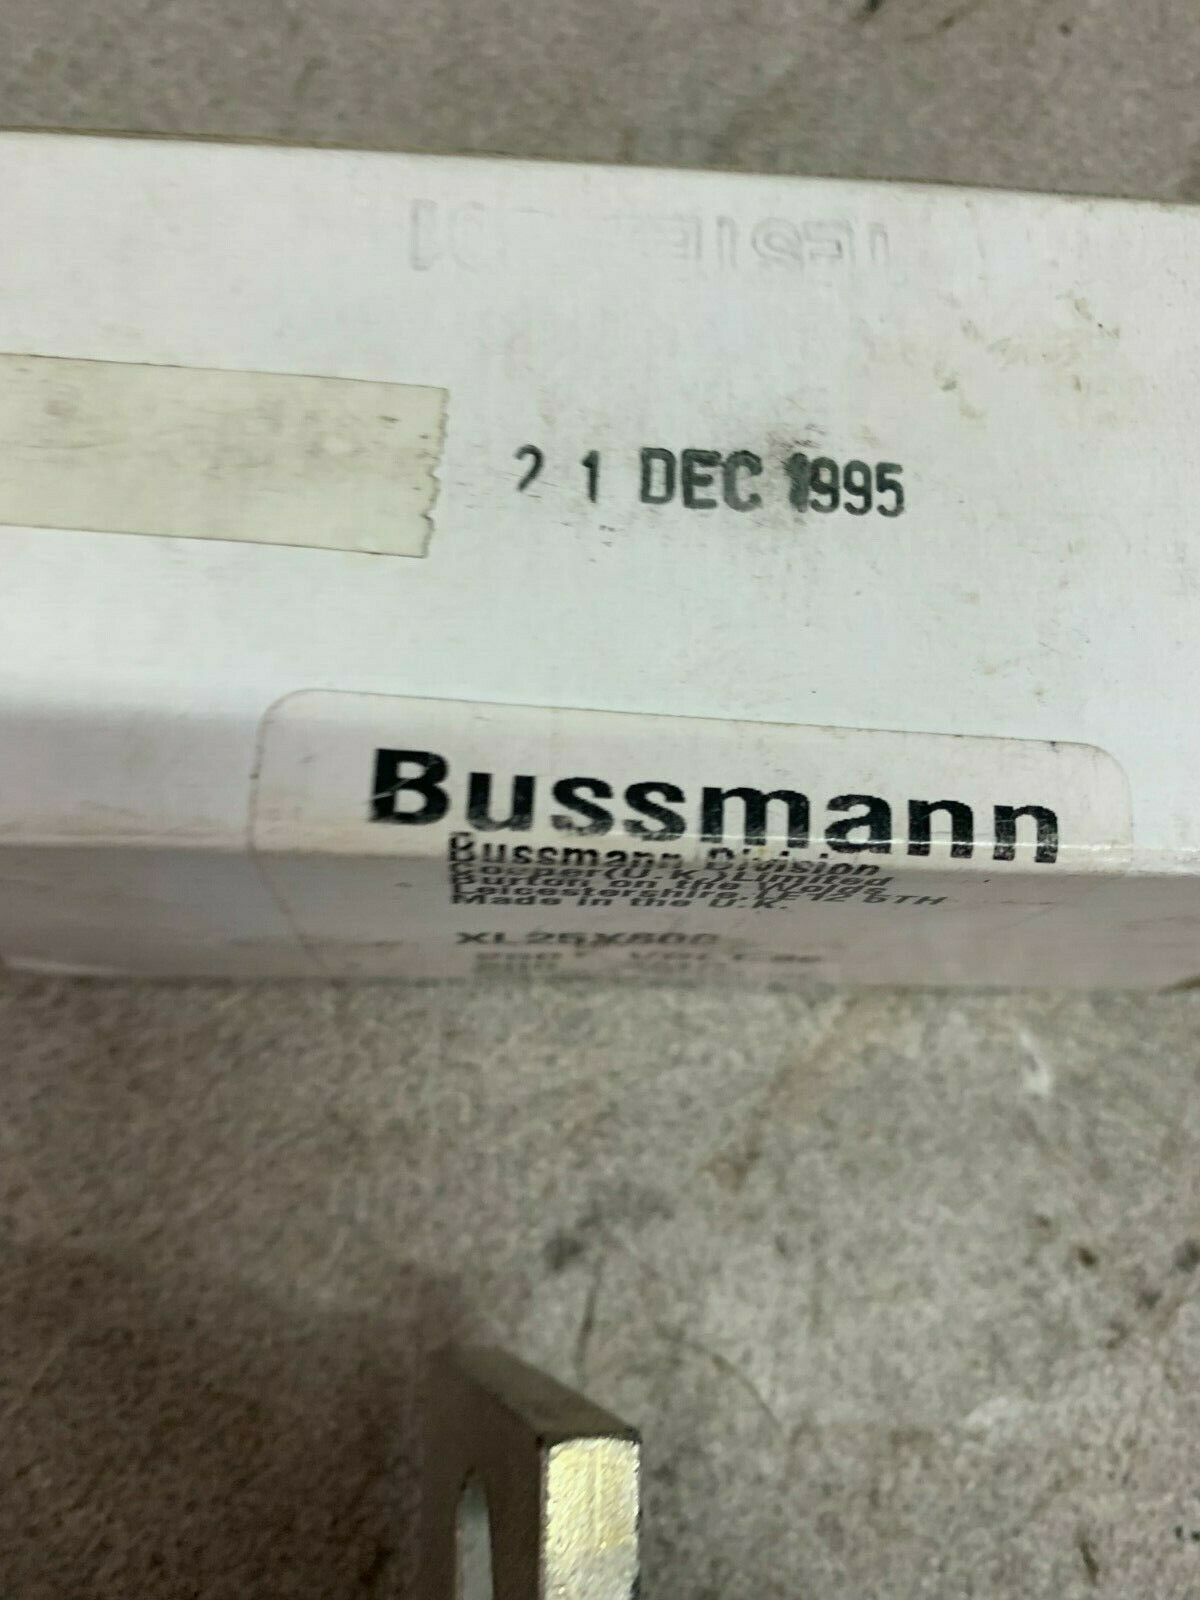 21 DEC 1995
Bussmann
Bussmann Division
Cooper(U.K.)Limited
Burton on the Wolds
Leicestershire. LE12 5TH
Made in the U.K.